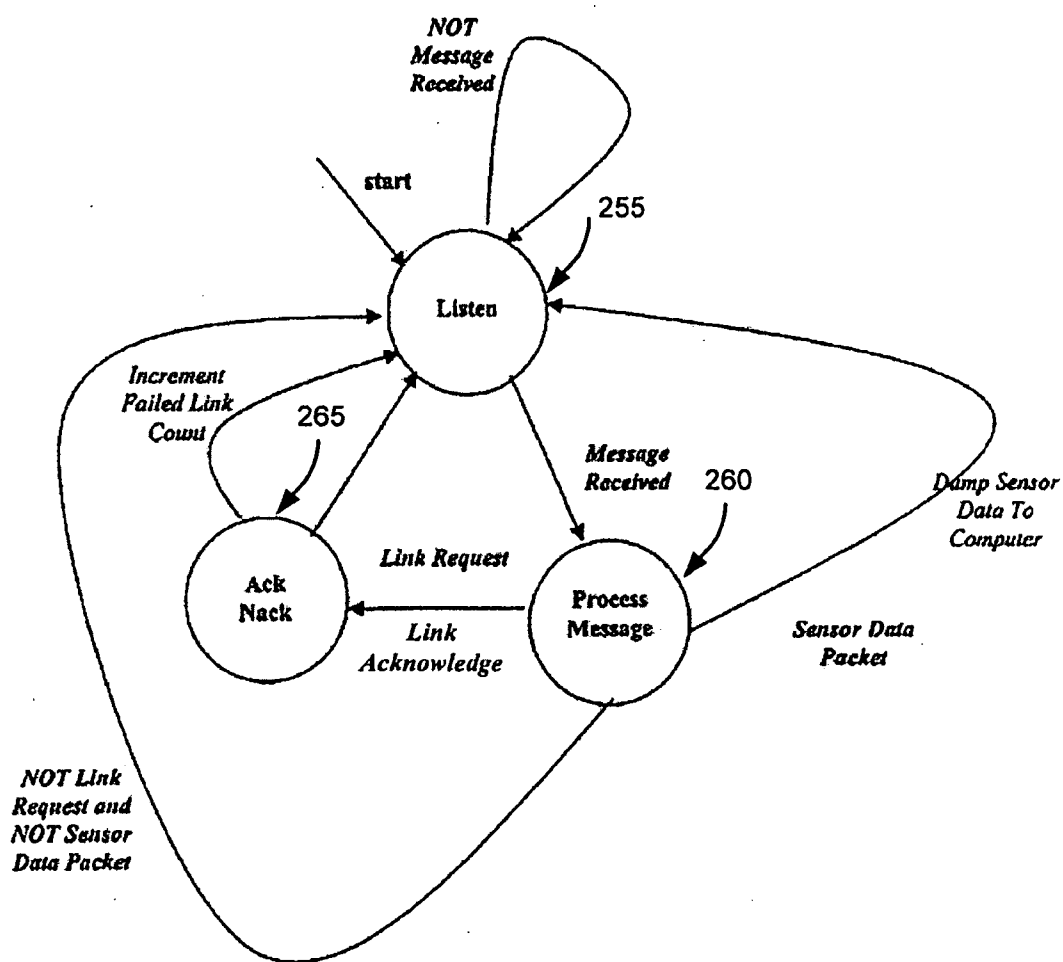 NOT
Message
Received
start
255
Listen
Increment
Failed Link
Count
265
Message
Received
260
Dump Sensor
Data To
Computer
Link Request
Ack
Nack
Process
Message
Link
Acknowledge
Sensor Data
Packet
NOT Link
Request and
NOT Sensor
Data Packet